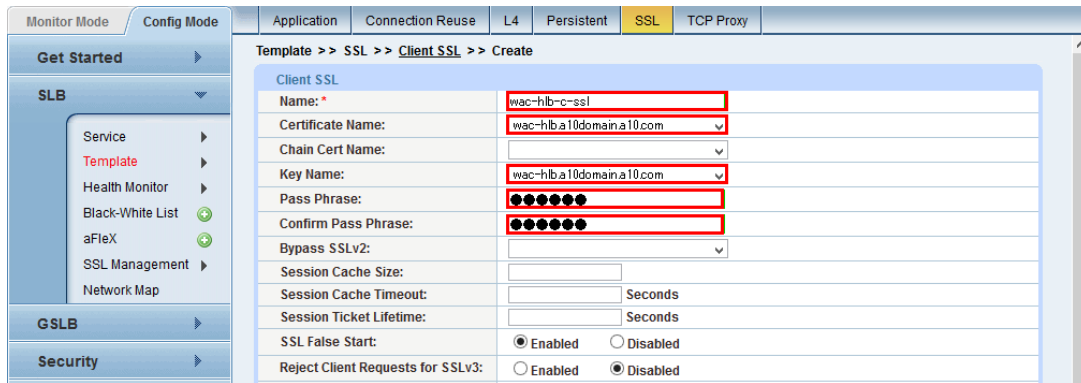 Monitor Mode Config Mode
Application Connection Reuse L4 Persistent SSL TCP Proxy
Get Started
SLB
Service
Template
Health Monitor
Black-White List
aFleX
SSL Management
Network Map
GSLB
Security
Template >> SSL >> Client SSL >> Create
Client SSL
Name: * wac-hlb-c-ssl
Certificate Name: wac-hlb.a10domain.a10.com
Chain Cert Name:
Key Name: wac-hlb.a10domain.a10.com
Pass Phrase: ●●●●●●
Confirm Pass Phrase: ●●●●●●
Bypass SSLv2:
Session Cache Size:
Session Cache Timeout: Seconds
Session Ticket Lifetime: Seconds
SSL False Start: Enabled Disabled
Reject Client Requests for SSLv3: Enabled Disabled